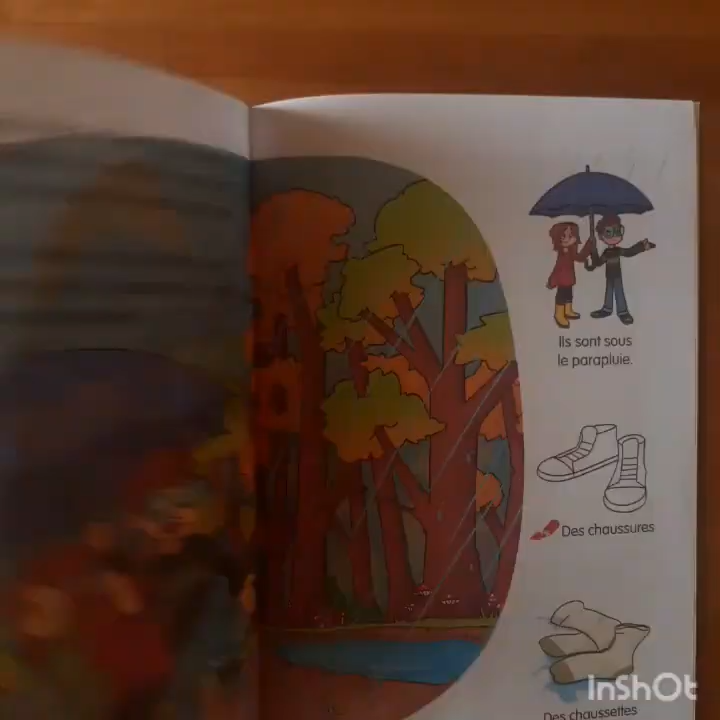 Ils sont sous
le parapluie.
Des chaussures
Des chaussettes
InShOt